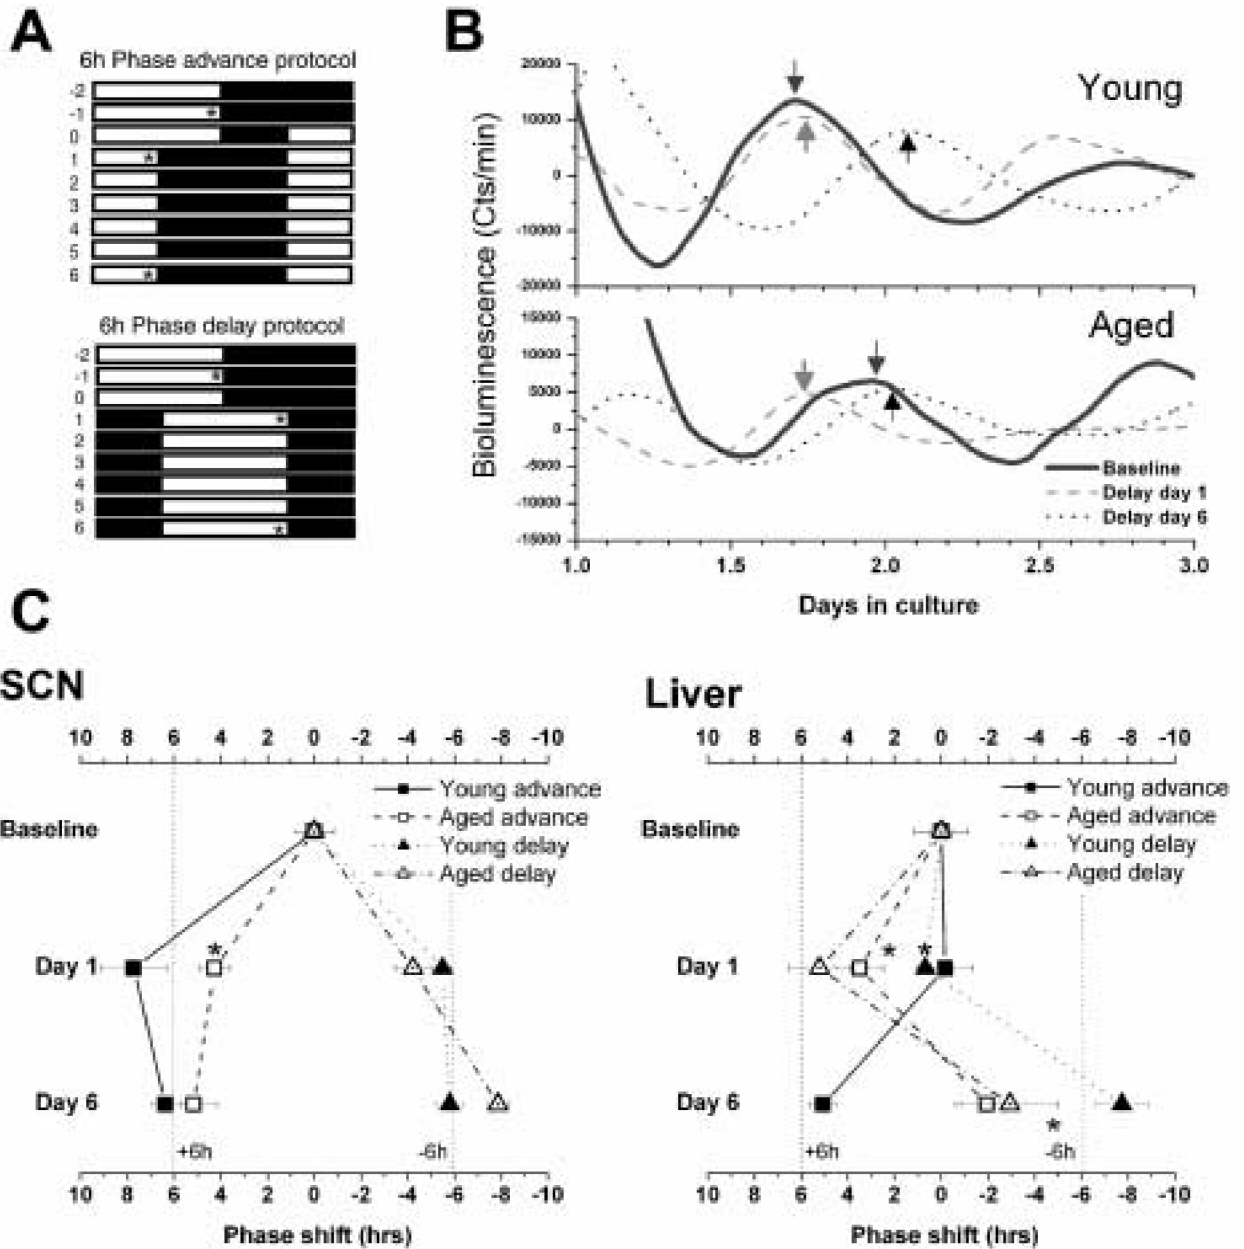 A
6h Phase advance protocol
-2
-1 *
0
1 *
2
3
4
5
6 *
6h Phase delay protocol
-2
-1 *
0
1 *
2
3
4
5
6 *
B
Young
20000
10000
0
-10000
-20000
Bioluminescence (Cts/min)
Aged
15000
10000
5000
0
-5000
-10000
-15000
Baseline
Delay day 1
Delay day 6
1.0 1.5 2.0 2.5 3.0
Days in culture
C
SCN
10 8 6 4 2 0 -2 -4 -6 -8 -10
Young advance
Aged advance
Young delay
Aged delay
Baseline
*
Day 1
Day 6
+6h -6h
10 8 6 4 2 0 -2 -4 -6 -8 -10
Phase shift (hrs)
Liver
10 8 6 4 2 0 -2 -4 -6 -8 -10
Young advance
Aged advance
Young delay
Aged delay
Baseline
* *
Day 1
Day 6
*
+6h -6h
10 8 6 4 2 0 -2 -4 -6 -8 -10
Phase shift (hrs)